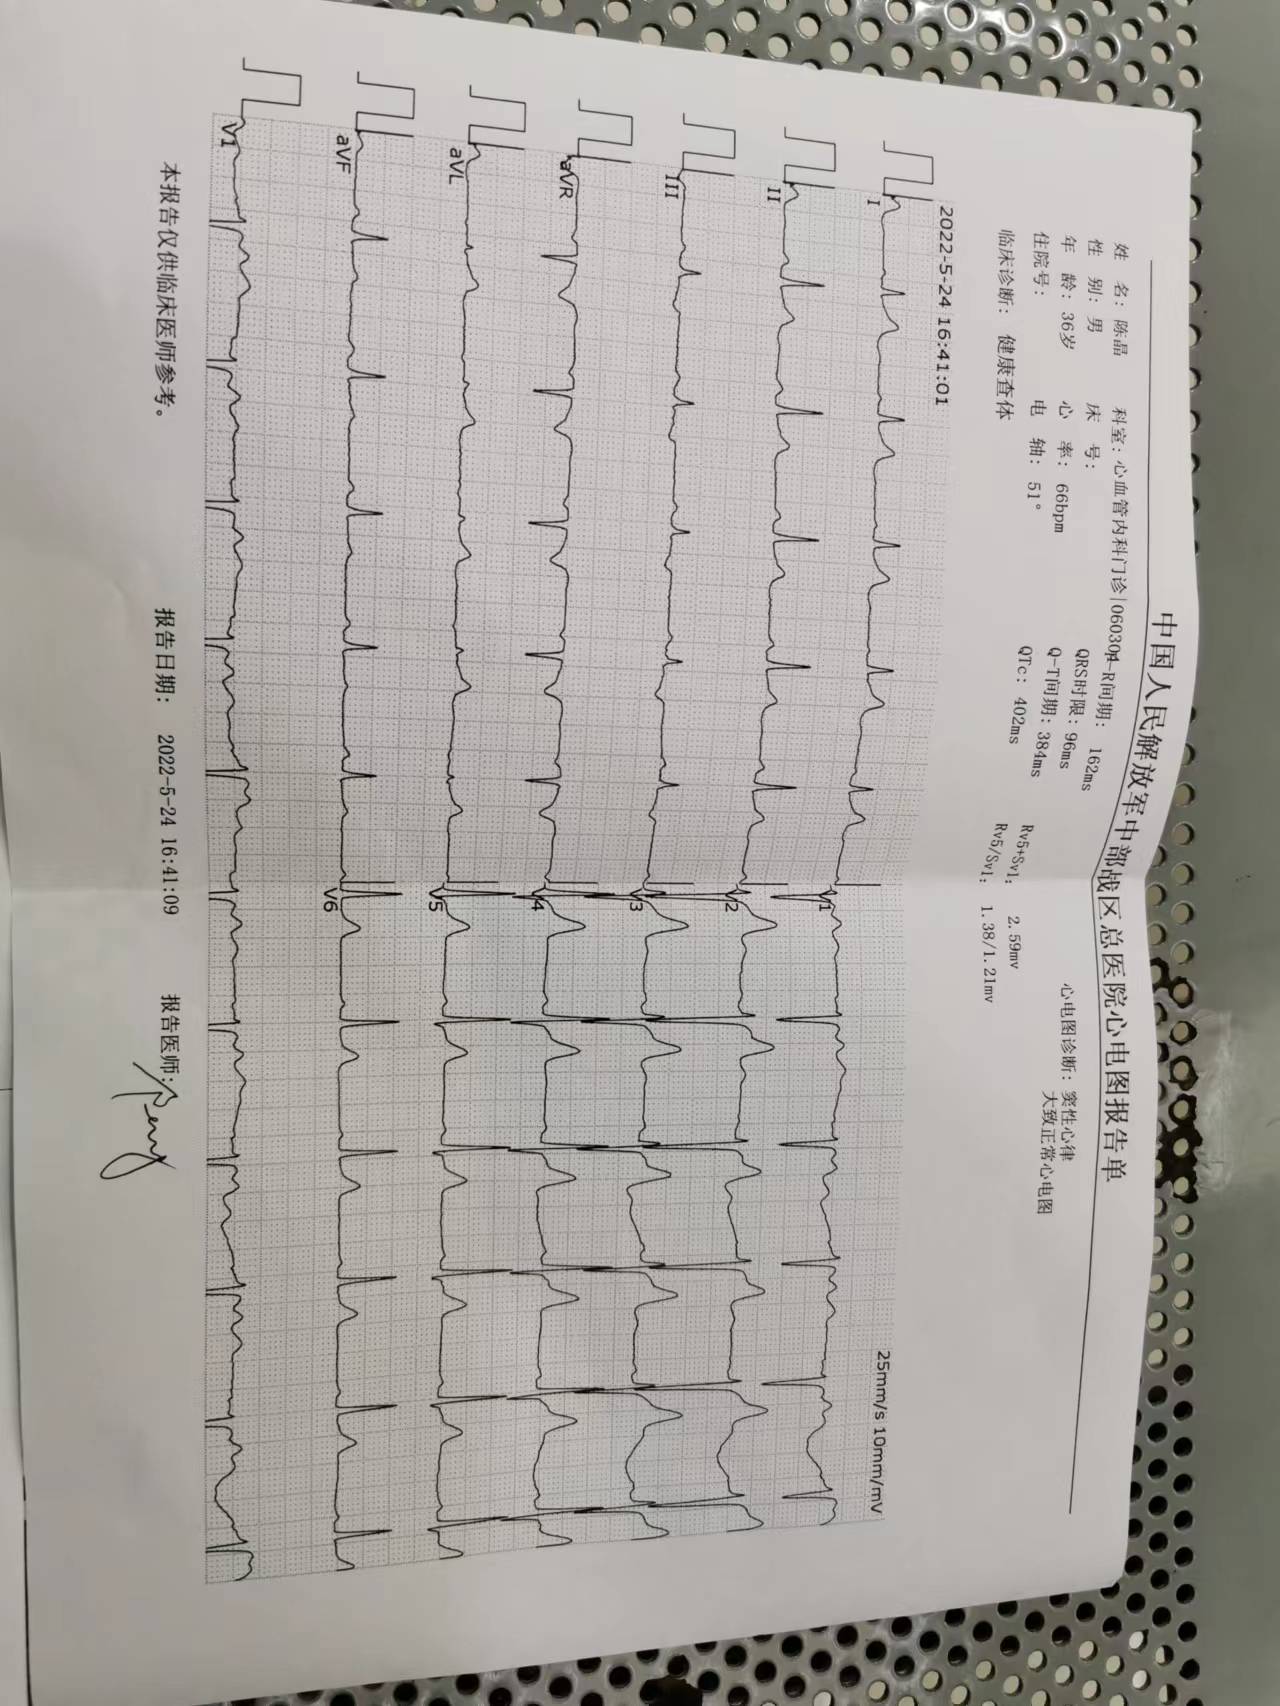 中国人民解放军中部战区总医院心电图报告单
姓 名: 陈晶 科室: 心血管内科门诊|060304 P-R间期: 162ms
性 别: 男 床 号: QRS时限: 96ms
年 龄: 36岁 心 率: 66bpm Q-T间期: 384ms
住院号: 电 轴: 51° QTc: 402ms
临床诊断: 健康查体
Rv5+Sv1: 2.59mv
Rv5/Sv1: 1.38/1.21mv
心电图诊断: 窦性心律
大致正常心电图
2022-5-24 16:41:01
25mm/s 10mm/mV
I
II
III
aVR
aVL
aVF
V1
V1
V2
V3
V4
V5
V6
本报告仅供临床医师参考。 报告日期: 2022-5-24 16:41:09 报告医师: